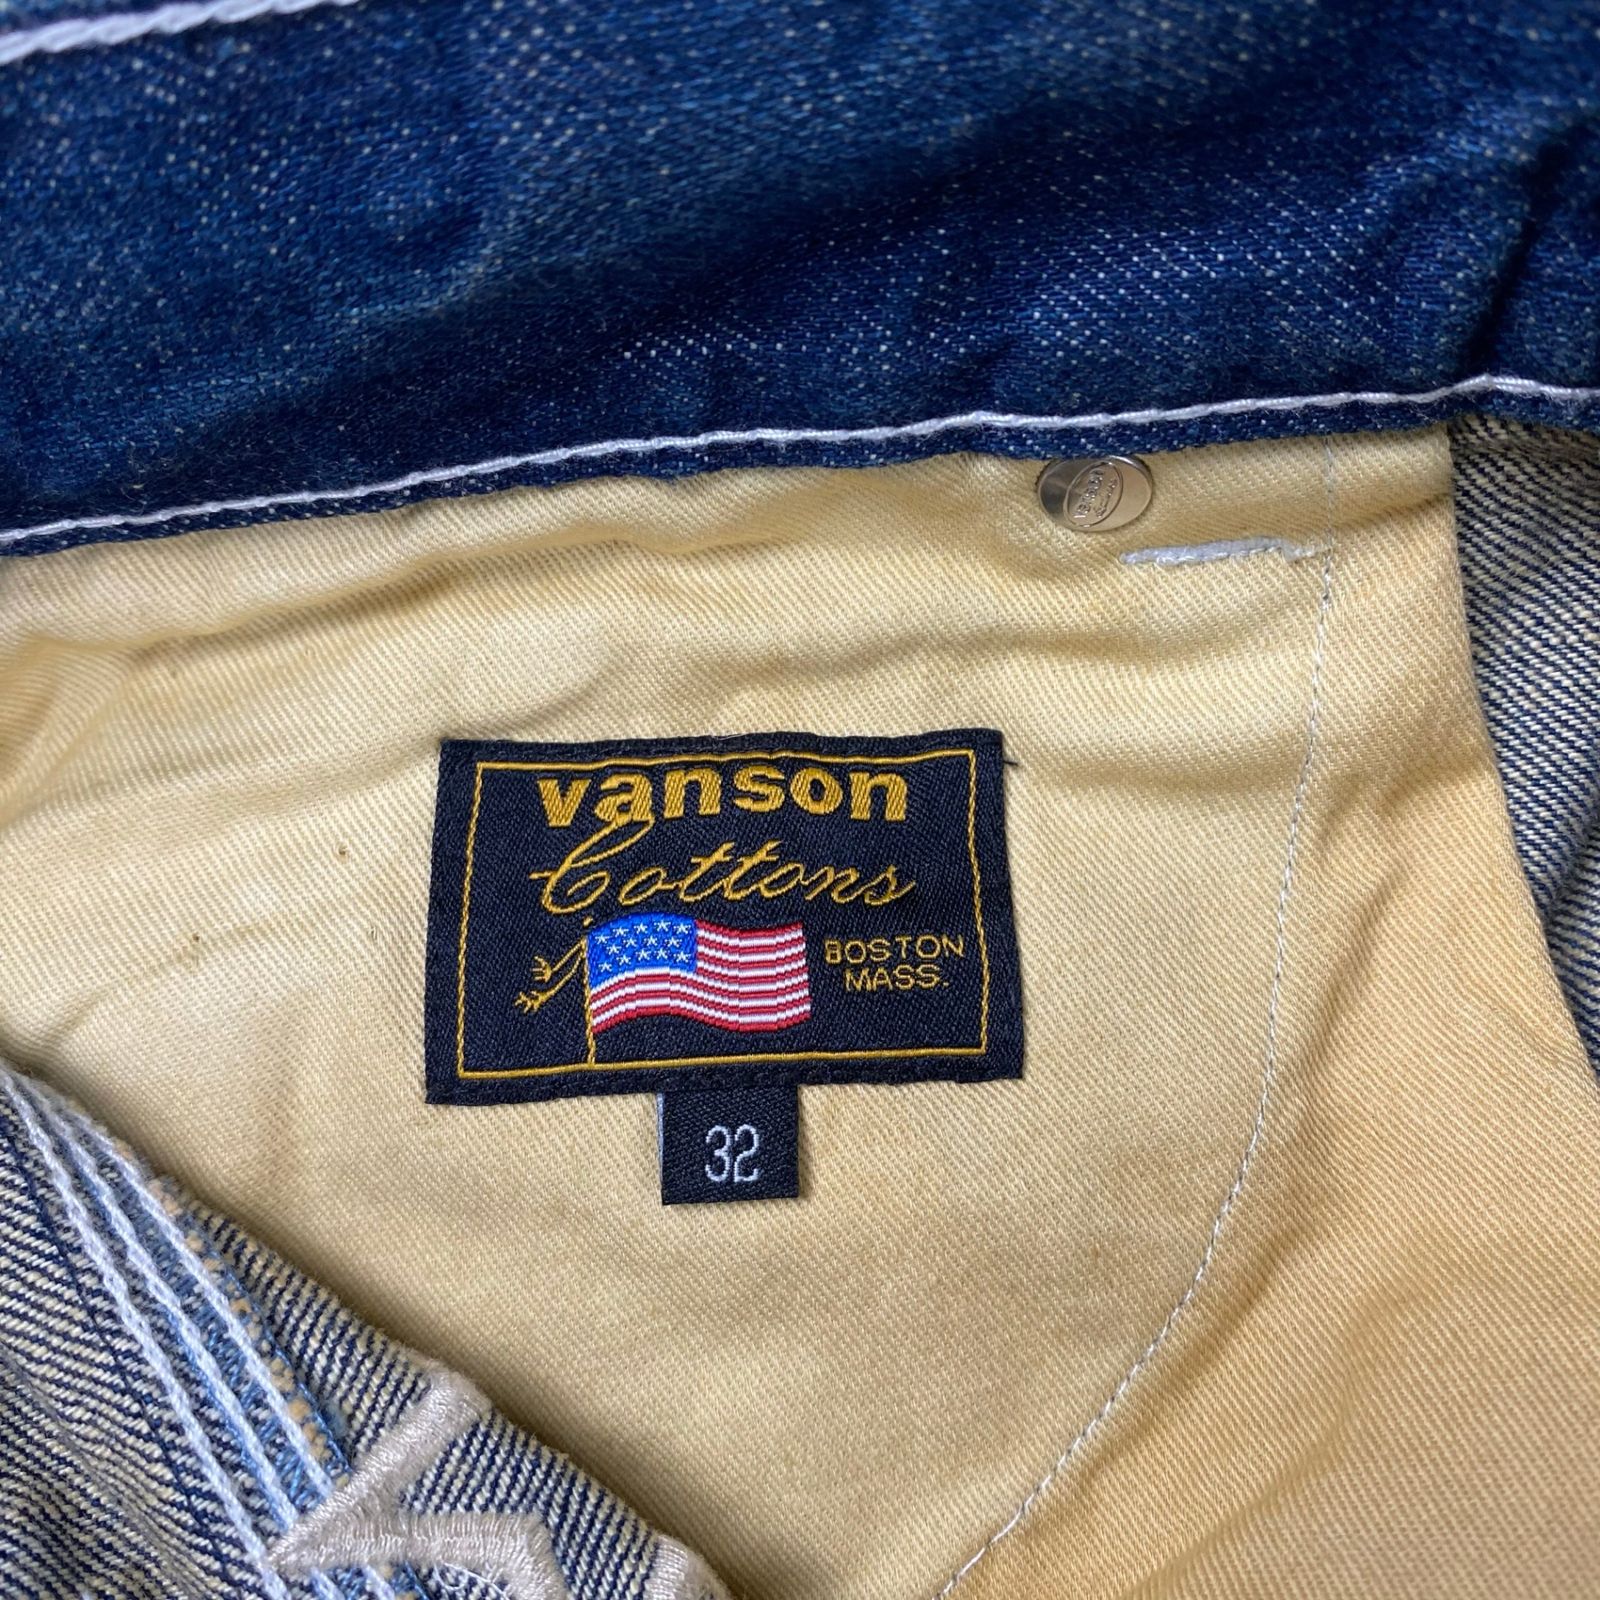 vanson
Cottons
BOSTON
MASS.
32